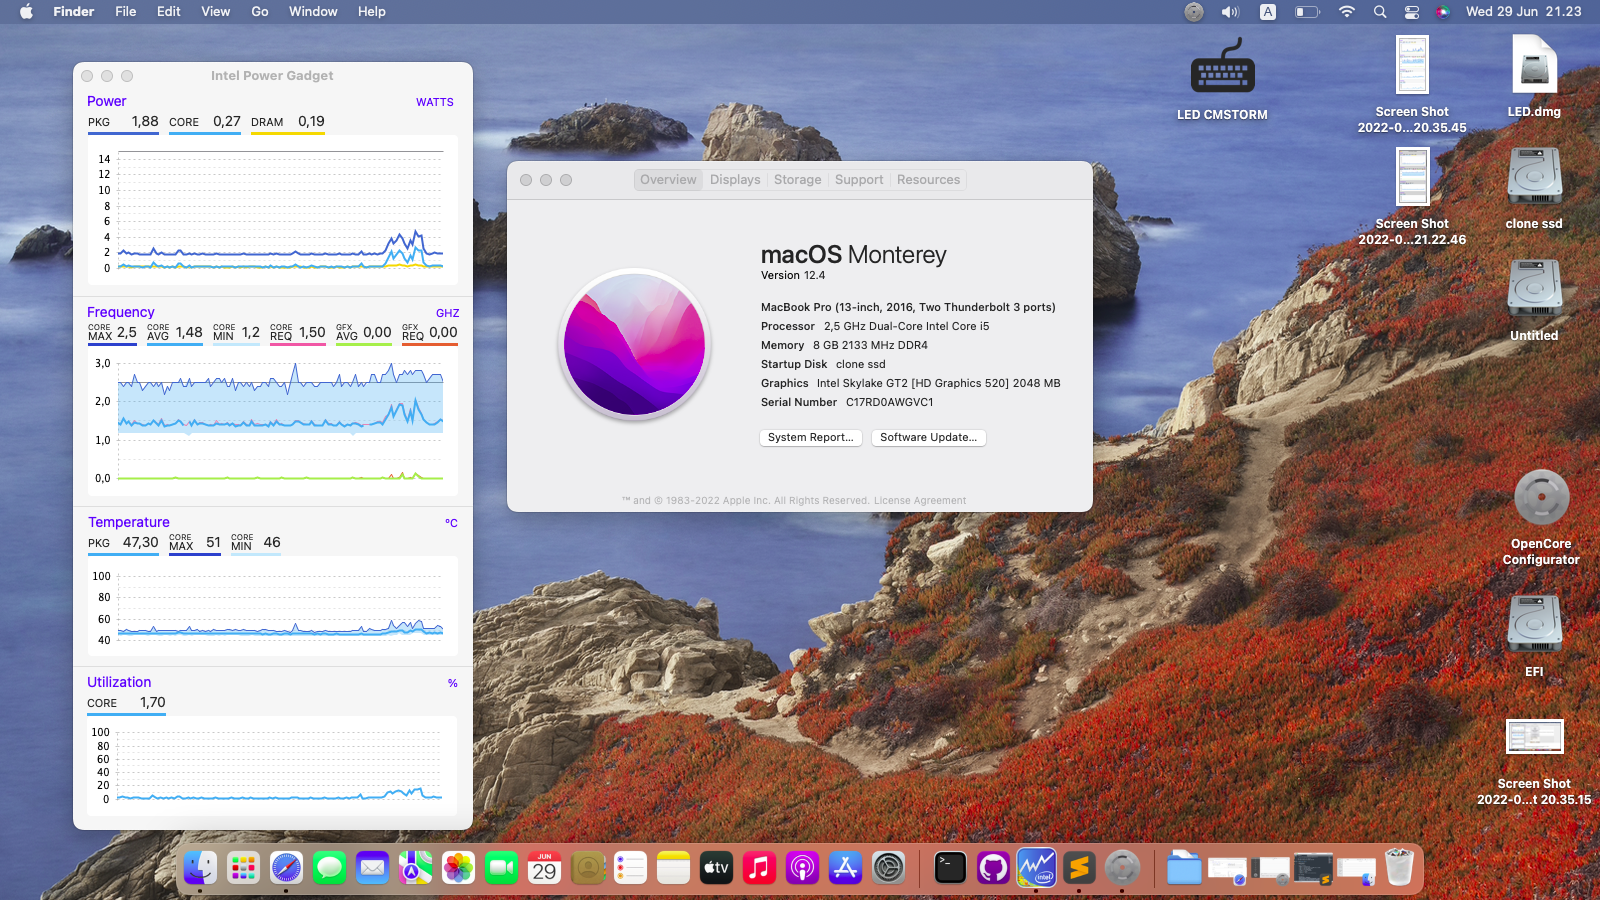 Finder File Edit View Go Window Help
A
Wed 29 Jun 21.23
Intel Power Gadget
Power WATTS
PKG 1,88 CORE 0,27 DRAM 0,19
14
12
10
8
6
4
2
0
Frequency GHZ
CORE MAX 2,5 CORE AVG 1,48 CORE MIN 1,2 CORE REQ 1,50 GFX AVG 0,00 GFX REQ 0,00
3,0
2,0
1,0
0,0
Temperature °C
PKG 47,30 CORE MAX 51 CORE MIN 46
100
80
60
40
Utilization %
CORE 1,70
100
80
60
40
20
0
Overview Displays Storage Support Resources
macOS Monterey
Version 12.4
MacBook Pro (13-inch, 2016, Two Thunderbolt 3 ports)
Processor 2,5 GHz Dual-Core Intel Core i5
Memory 8 GB 2133 MHz DDR4
Startup Disk clone ssd
Graphics Intel Skylake GT2 [HD Graphics 520] 2048 MB
Serial Number C17RD0AWGVC1
System Report... Software Update...
™ and © 1983-2022 Apple Inc. All Rights Reserved. License Agreement
LED CMSTORM
Screen Shot
2022-0...20.35.45
LED.dmg
Screen Shot
2022-0...21.22.46
clone ssd
Untitled
OpenCore
Configurator
EFI
Screen Shot
2022-0...t 20.35.15
JUN
29
tv
>_
intel